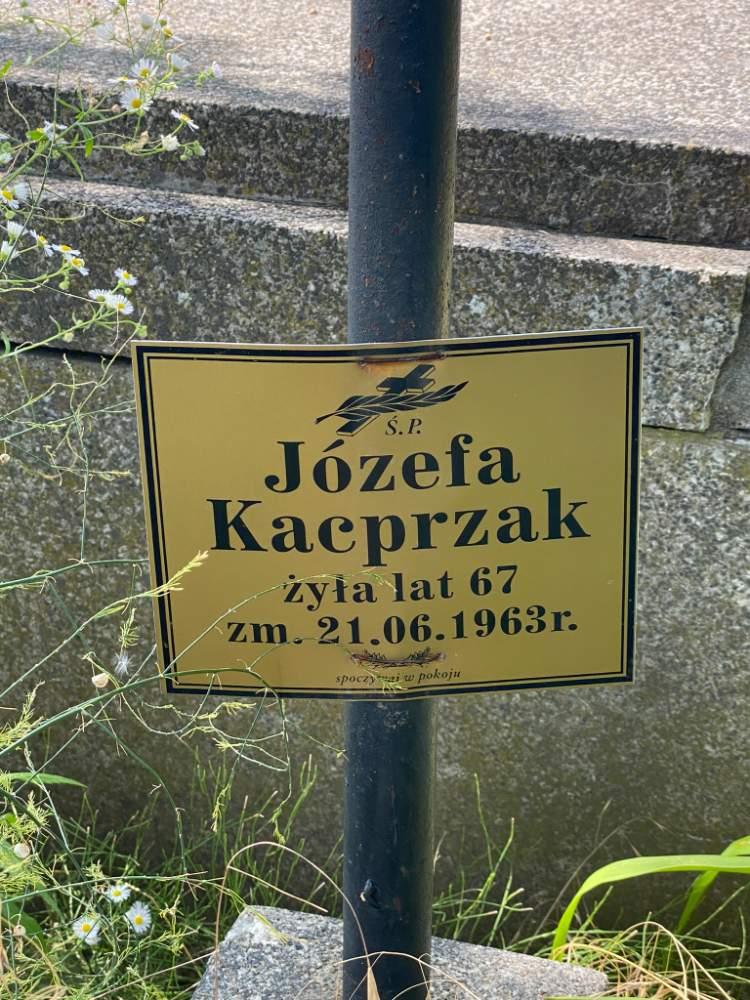 Ś.P.
Józefa
Kacprzak
żyła lat 67
zm. 21.06.1963r.
spoczywaj w pokoju